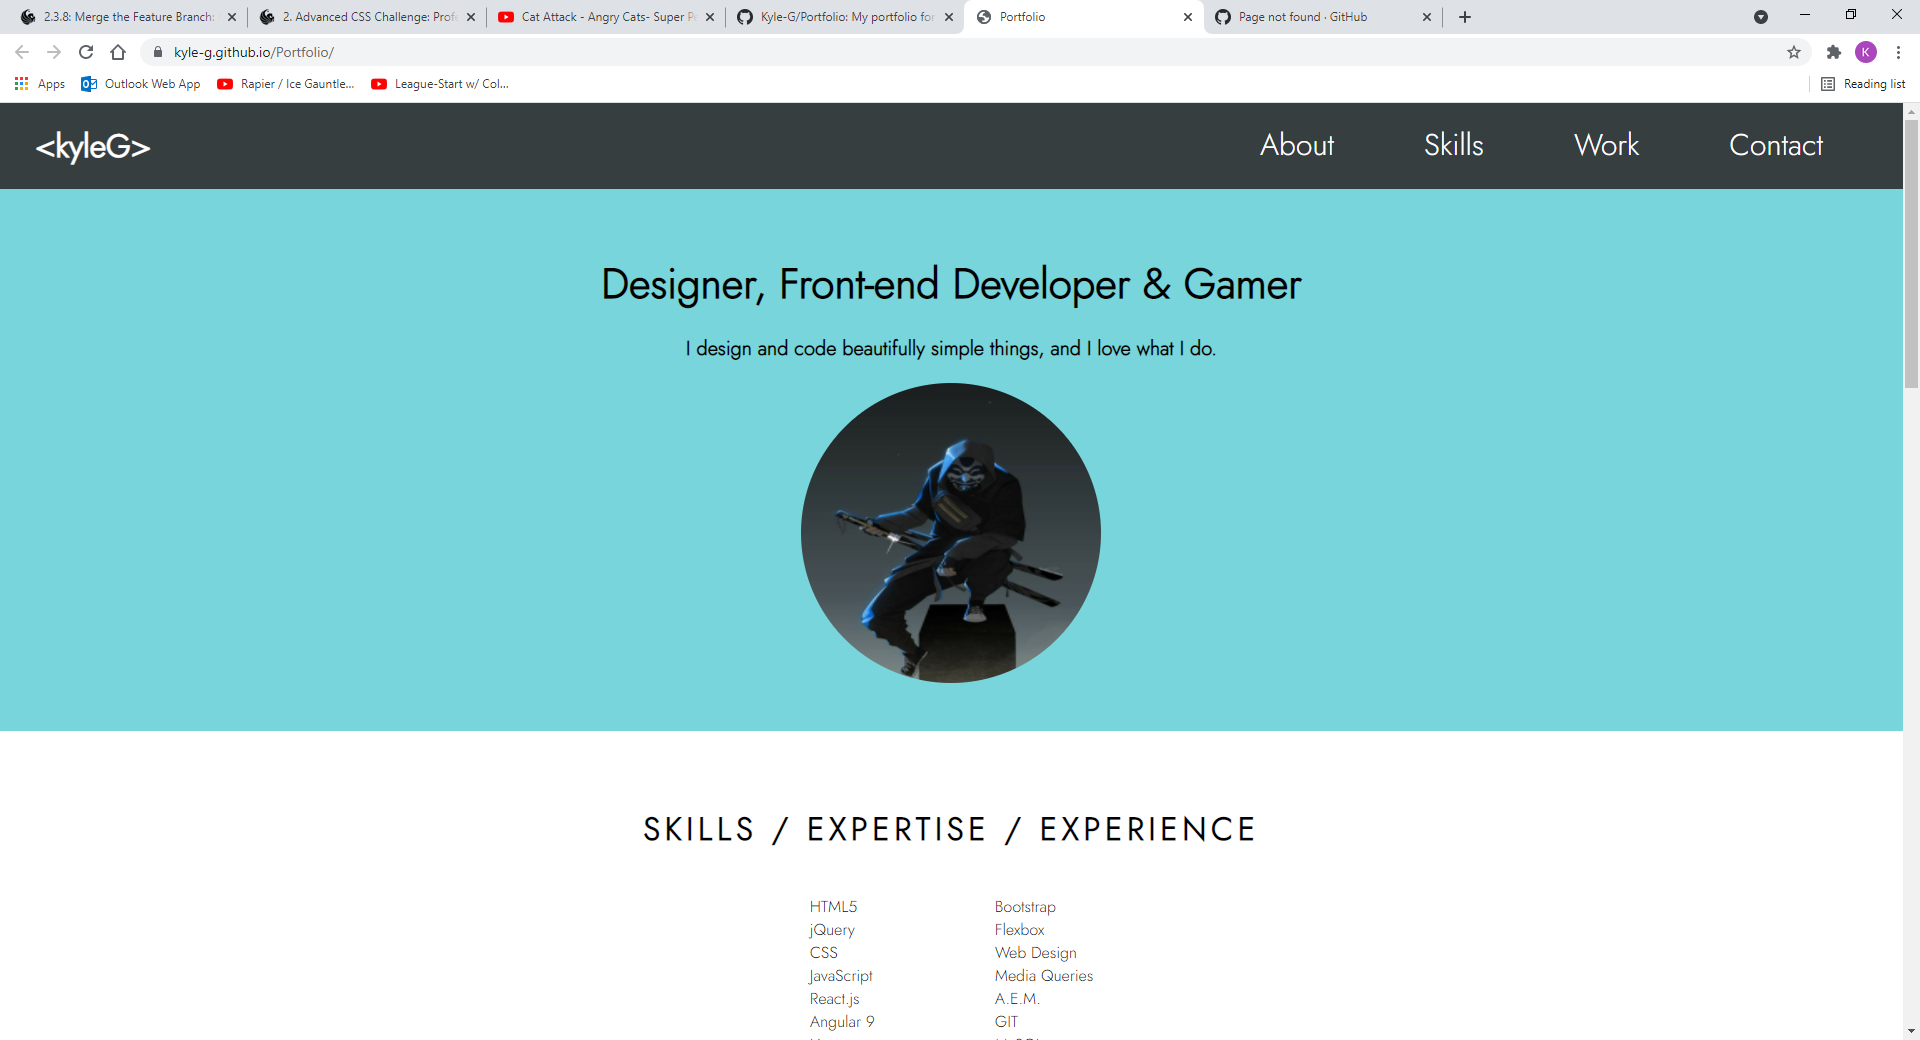 2.3.8: Merge the Feature Branch:
2. Advanced CSS Challenge: Prof
Cat Attack - Angry Cats- Super
Kyle-G/Portfolio: My portfolio for
Portfolio
Page not found · GitHub
kyle-g.github.io/Portfolio/
K
Apps
Outlook Web App
Rapier / Ice Gauntle...
League-Start w/ Col...
Reading list
<kyleG>
About
Skills
Work
Contact
Designer, Front-end Developer & Gamer
I design and code beautifully simple things, and I love what I do.
SKILLS / EXPERTISE / EXPERIENCE
HTML5
jQuery
CSS
JavaScript
React.js
Angular 9
Bootstrap
Flexbox
Web Design
Media Queries
A.E.M.
GIT